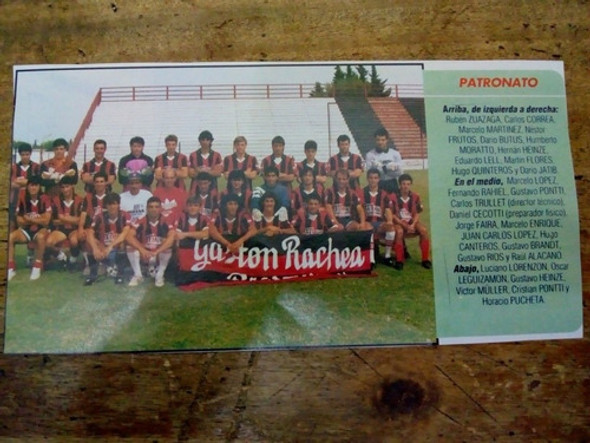 PATRONATO
Arriba, de izquierda a derecha:
Rubén ZUAZAGA, Carlos CORREA,
Marcelo MARTINEZ, Néstor
FRUTOS, Darío BUTUS, Humberto
MORATTO, Hernán HEINZE,
Eduardo LELL, Martín FLORES,
Hugo QUINTEROS y Darío JATIB.
En el medio, Marcelo LOPEZ,
Fernando RAHIEL, Gustavo PONTTI,
Carlos TRULLET (director técnico),
Daniel CECOTTI (preparador físico),
Jorge FAIRA, Marcelo ENRIQUE,
JUAN CARLOS LOPEZ, Hugo
CANTEROS, Gustavo BRANDT,
Gustavo RIOS y Raúl ALACANO.
Abajo, Luciano LORENZON, Oscar
LEGUIZAMON, Gustavo HEINZE,
Víctor MÜLLER, Cristian PONTTI y
Horacio PUCHETA.
Gastón Rachea